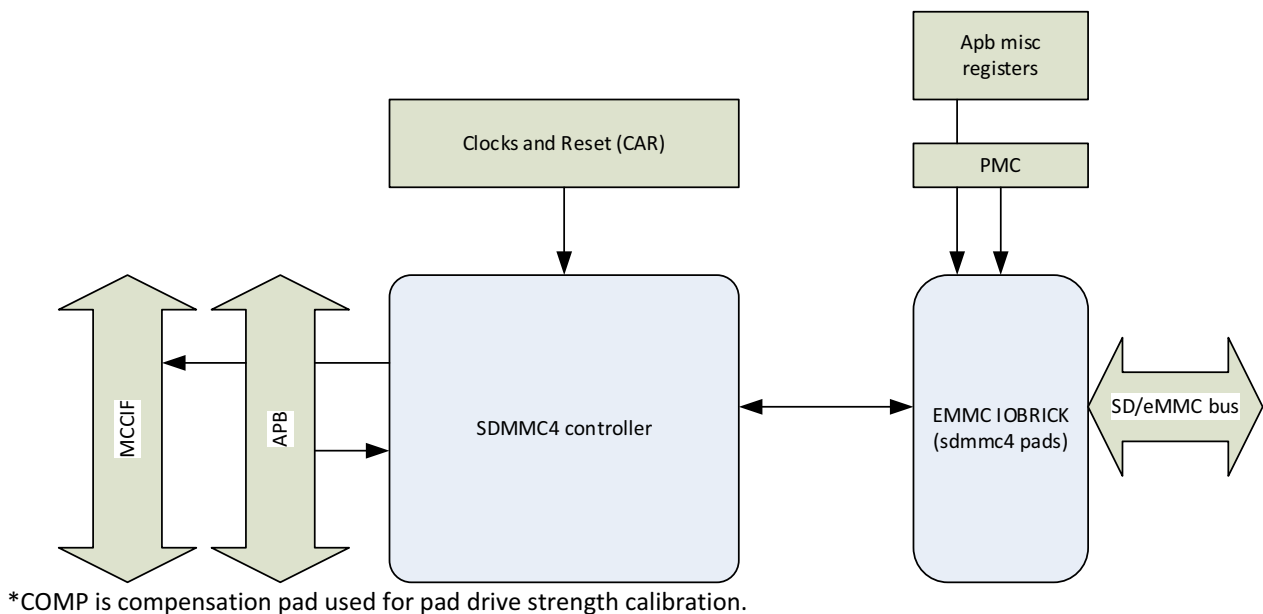 Apb misc
registers
Clocks and Reset (CAR)
PMC
MCCIF
APB
SDMMC4 controller
EMMC IOBRICK
(sdmmc4 pads)
SD/eMMC bus
*COMP is compensation pad used for pad drive strength calibration.